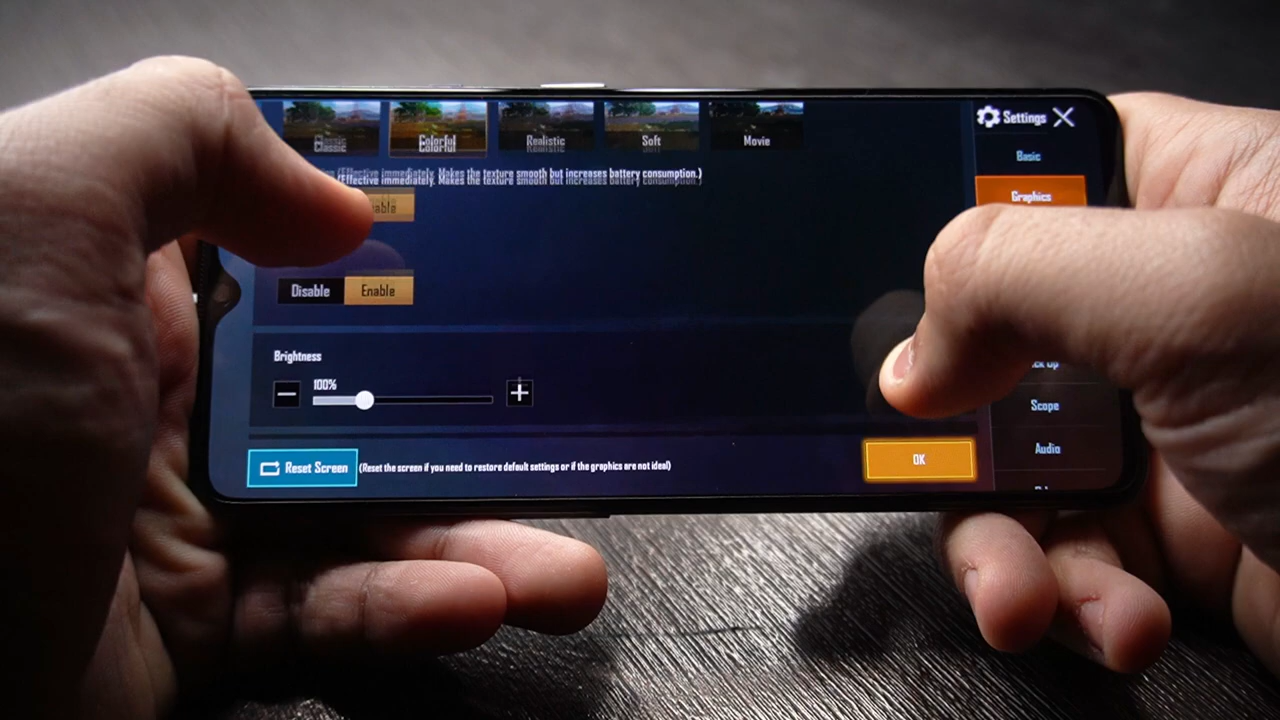 Classic
Colorful
Realistic
Soft
Movie
(Effective immediately. Makes the texture smooth but increases battery consumption.)
Disable
Enable
Brightness
100%
Reset Screen
(Reset the screen if you need to restore default settings or if the graphics are not ideal)
OK
Settings
Basic
Graphics
Scope
Audio